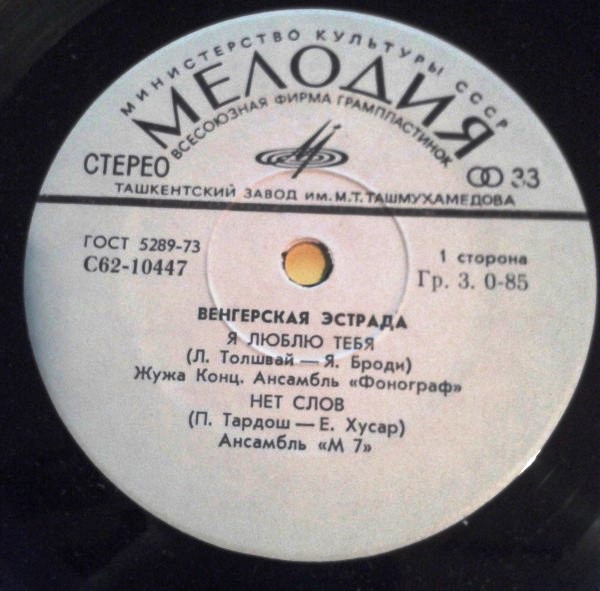 МИНИСТЕРСТВО КУЛЬТУРЫ СССР
МЕЛОДИЯ
ВСЕСОЮЗНАЯ ФИРМА ГРАМПЛАСТИНОК
СТЕРЕО
33
ТАШКЕНТСКИЙ ЗАВОД ИМ. М.Т. ТАШМУХАМЕДОВА
ГОСТ 5289-73
С62-10447
1 сторона
Гр. 3. 0-85
ВЕНГЕРСКАЯ ЭСТРАДА
Я ЛЮБЛЮ ТЕБЯ
(Л. Толшвай — Я. Броди)
Жужа Конц. Ансамбль «Фонограф»
НЕТ СЛОВ
(П. Тардош — Е. Хусар)
Ансамбль «М 7»